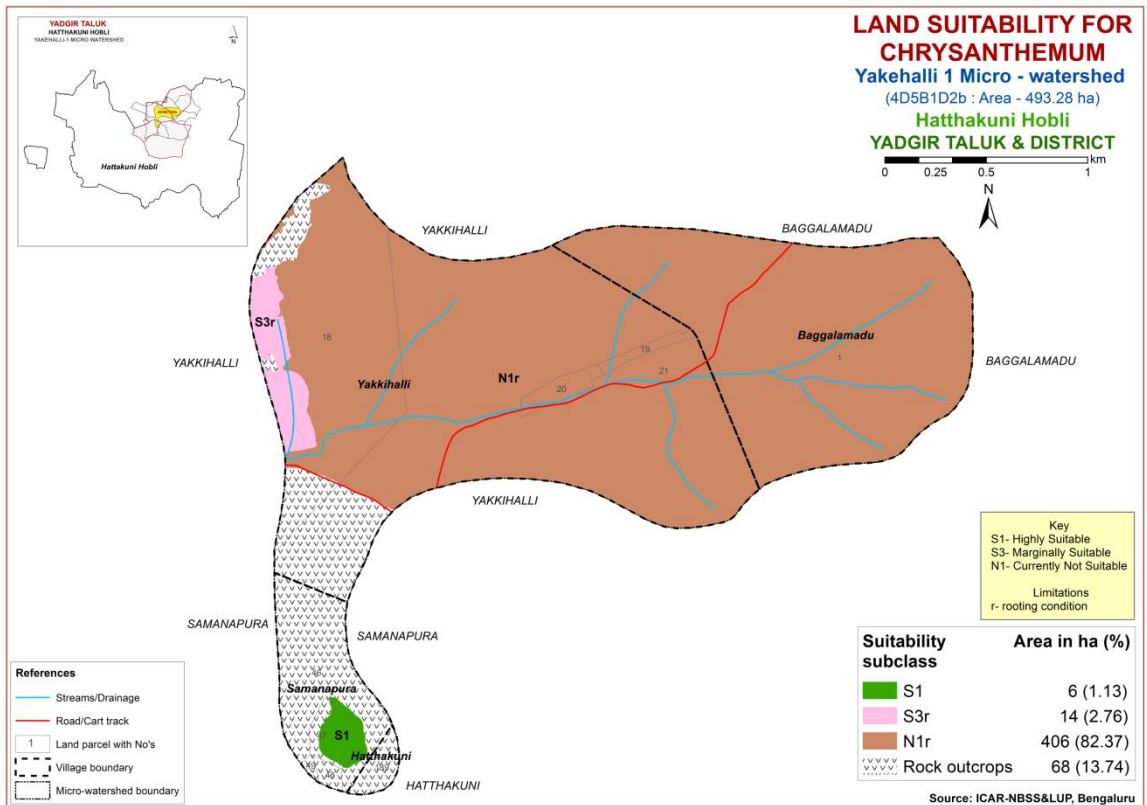 YADGIR TALUK
HATTHAKUNI HOBLI
YAKEHALLI-1 MICRO WATERSHED
N
Hattakuni Hobli
LAND SUITABILITY FOR
CHRYSANTHEMUM
Yakehalli 1 Micro - watershed
(4D5B1D2b : Area - 493.28 ha)
Hatthakuni Hobli
YADGIR TALUK & DISTRICT
km
0 0.25 0.5 1
N
YAKKIHALLI
BAGGALAMADU
S3r
18
YAKKIHALLI
Yakkihalli
N1r
19
20
21
Baggalamadu
1
BAGGALAMADU
YAKKIHALLI
SAMANAPURA
SAMANAPURA
46
Samanapura
S1
47
Hatthakuni
49
48
HATTHAKUNI
Key
S1- Highly Suitable
S3- Marginally Suitable
N1- Currently Not Suitable
Limitations
r- rooting condition
References
Streams/Drainage
Road/Cart track
1 Land parcel with No's
Village boundary
Micro-watershed boundary
Suitability subclass Area in ha (%)
S1 6 (1.13)
S3r 14 (2.76)
N1r 406 (82.37)
Rock outcrops 68 (13.74)
Source: ICAR-NBSS&LUP, Bengaluru